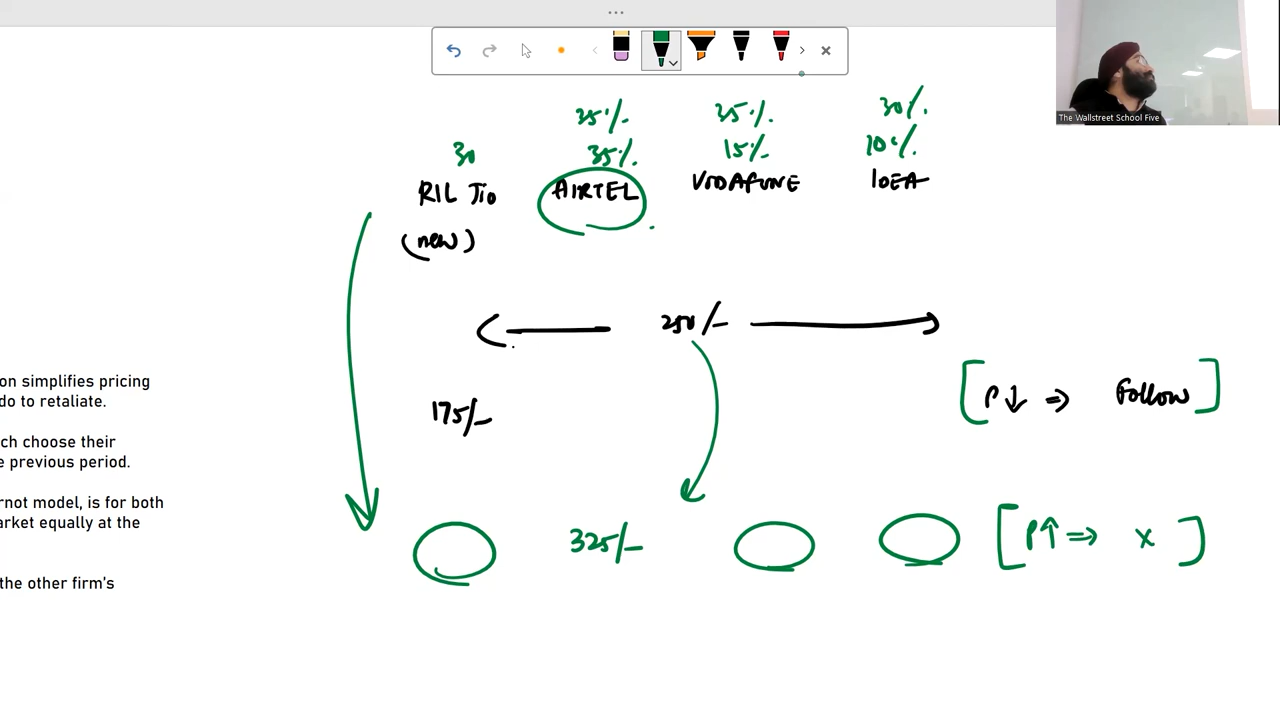 25%. 35%. 30%.
30 35%. 15%. 10%.
RIL Jio AIRTEL VODAFONE IDEA
(new)
250/-
175/-
[P↓ ⇒ Follow]
325/- [P↑ ⇒ x]
on simplifies pricing
do to retaliate.
ch choose their
e previous period.
rnot model, is for both
arket equally at the
the other firm's
The Wallstreet School Five